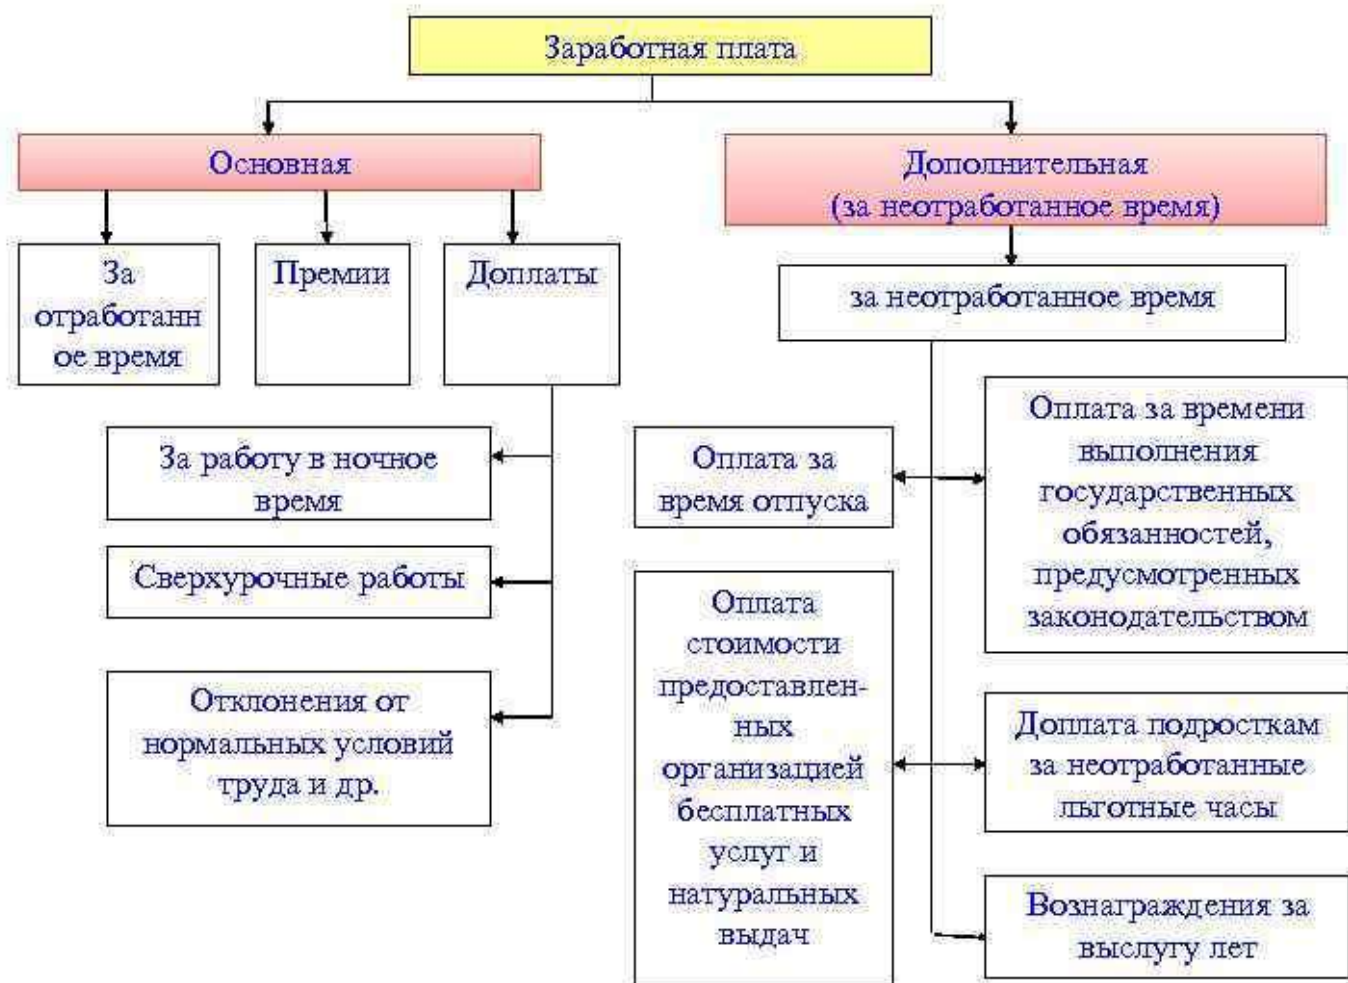 Заработная плата
Основная
Дополнительная
(за неотработанное время)
За
отработанн
ое время
Премии
Доплаты
за неотработанное время
За работу в ночное
время
Сверхурочные работы
Отклонения от
нормальных условий
труда и др.
Оплата за
время отпуска
Оплата за времени
выполнения
государственных
обязанностей,
предусмотренных
законодательством
Оплата
стоимости
предоставлен-
ных
организацией
бесплатных
услуг и
натуральных
выдач
Доплата подросткам
за неотработанные
льготные часы
Вознаграждения за
выслугу лет